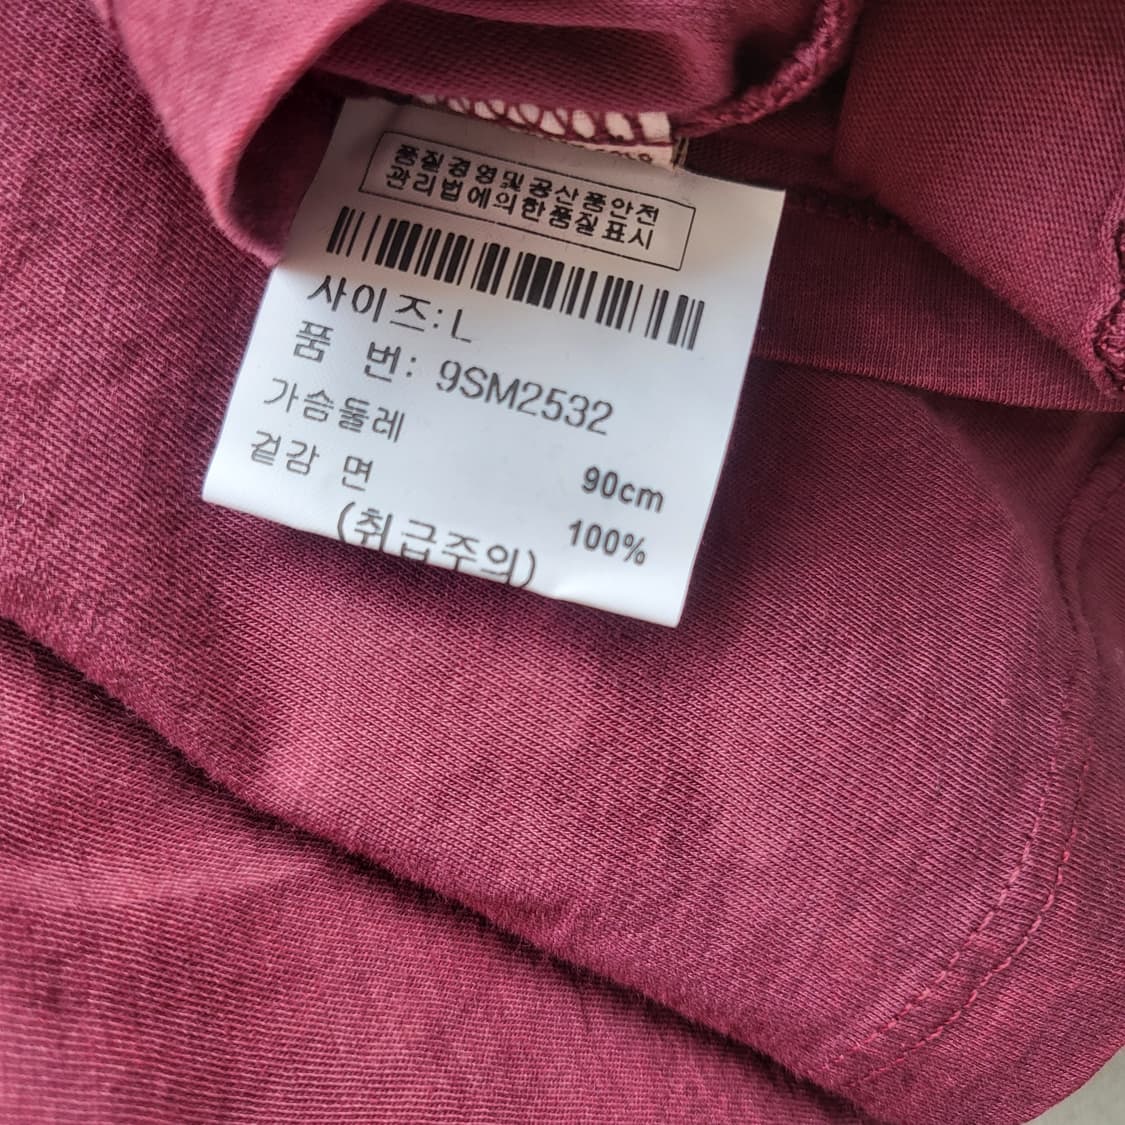 품질경영및공산품안전
관리법에의한품질표시
사이즈: L
품 번: 9SM2532
가슴둘레 90cm
겉감 면 100%
(취급주의)